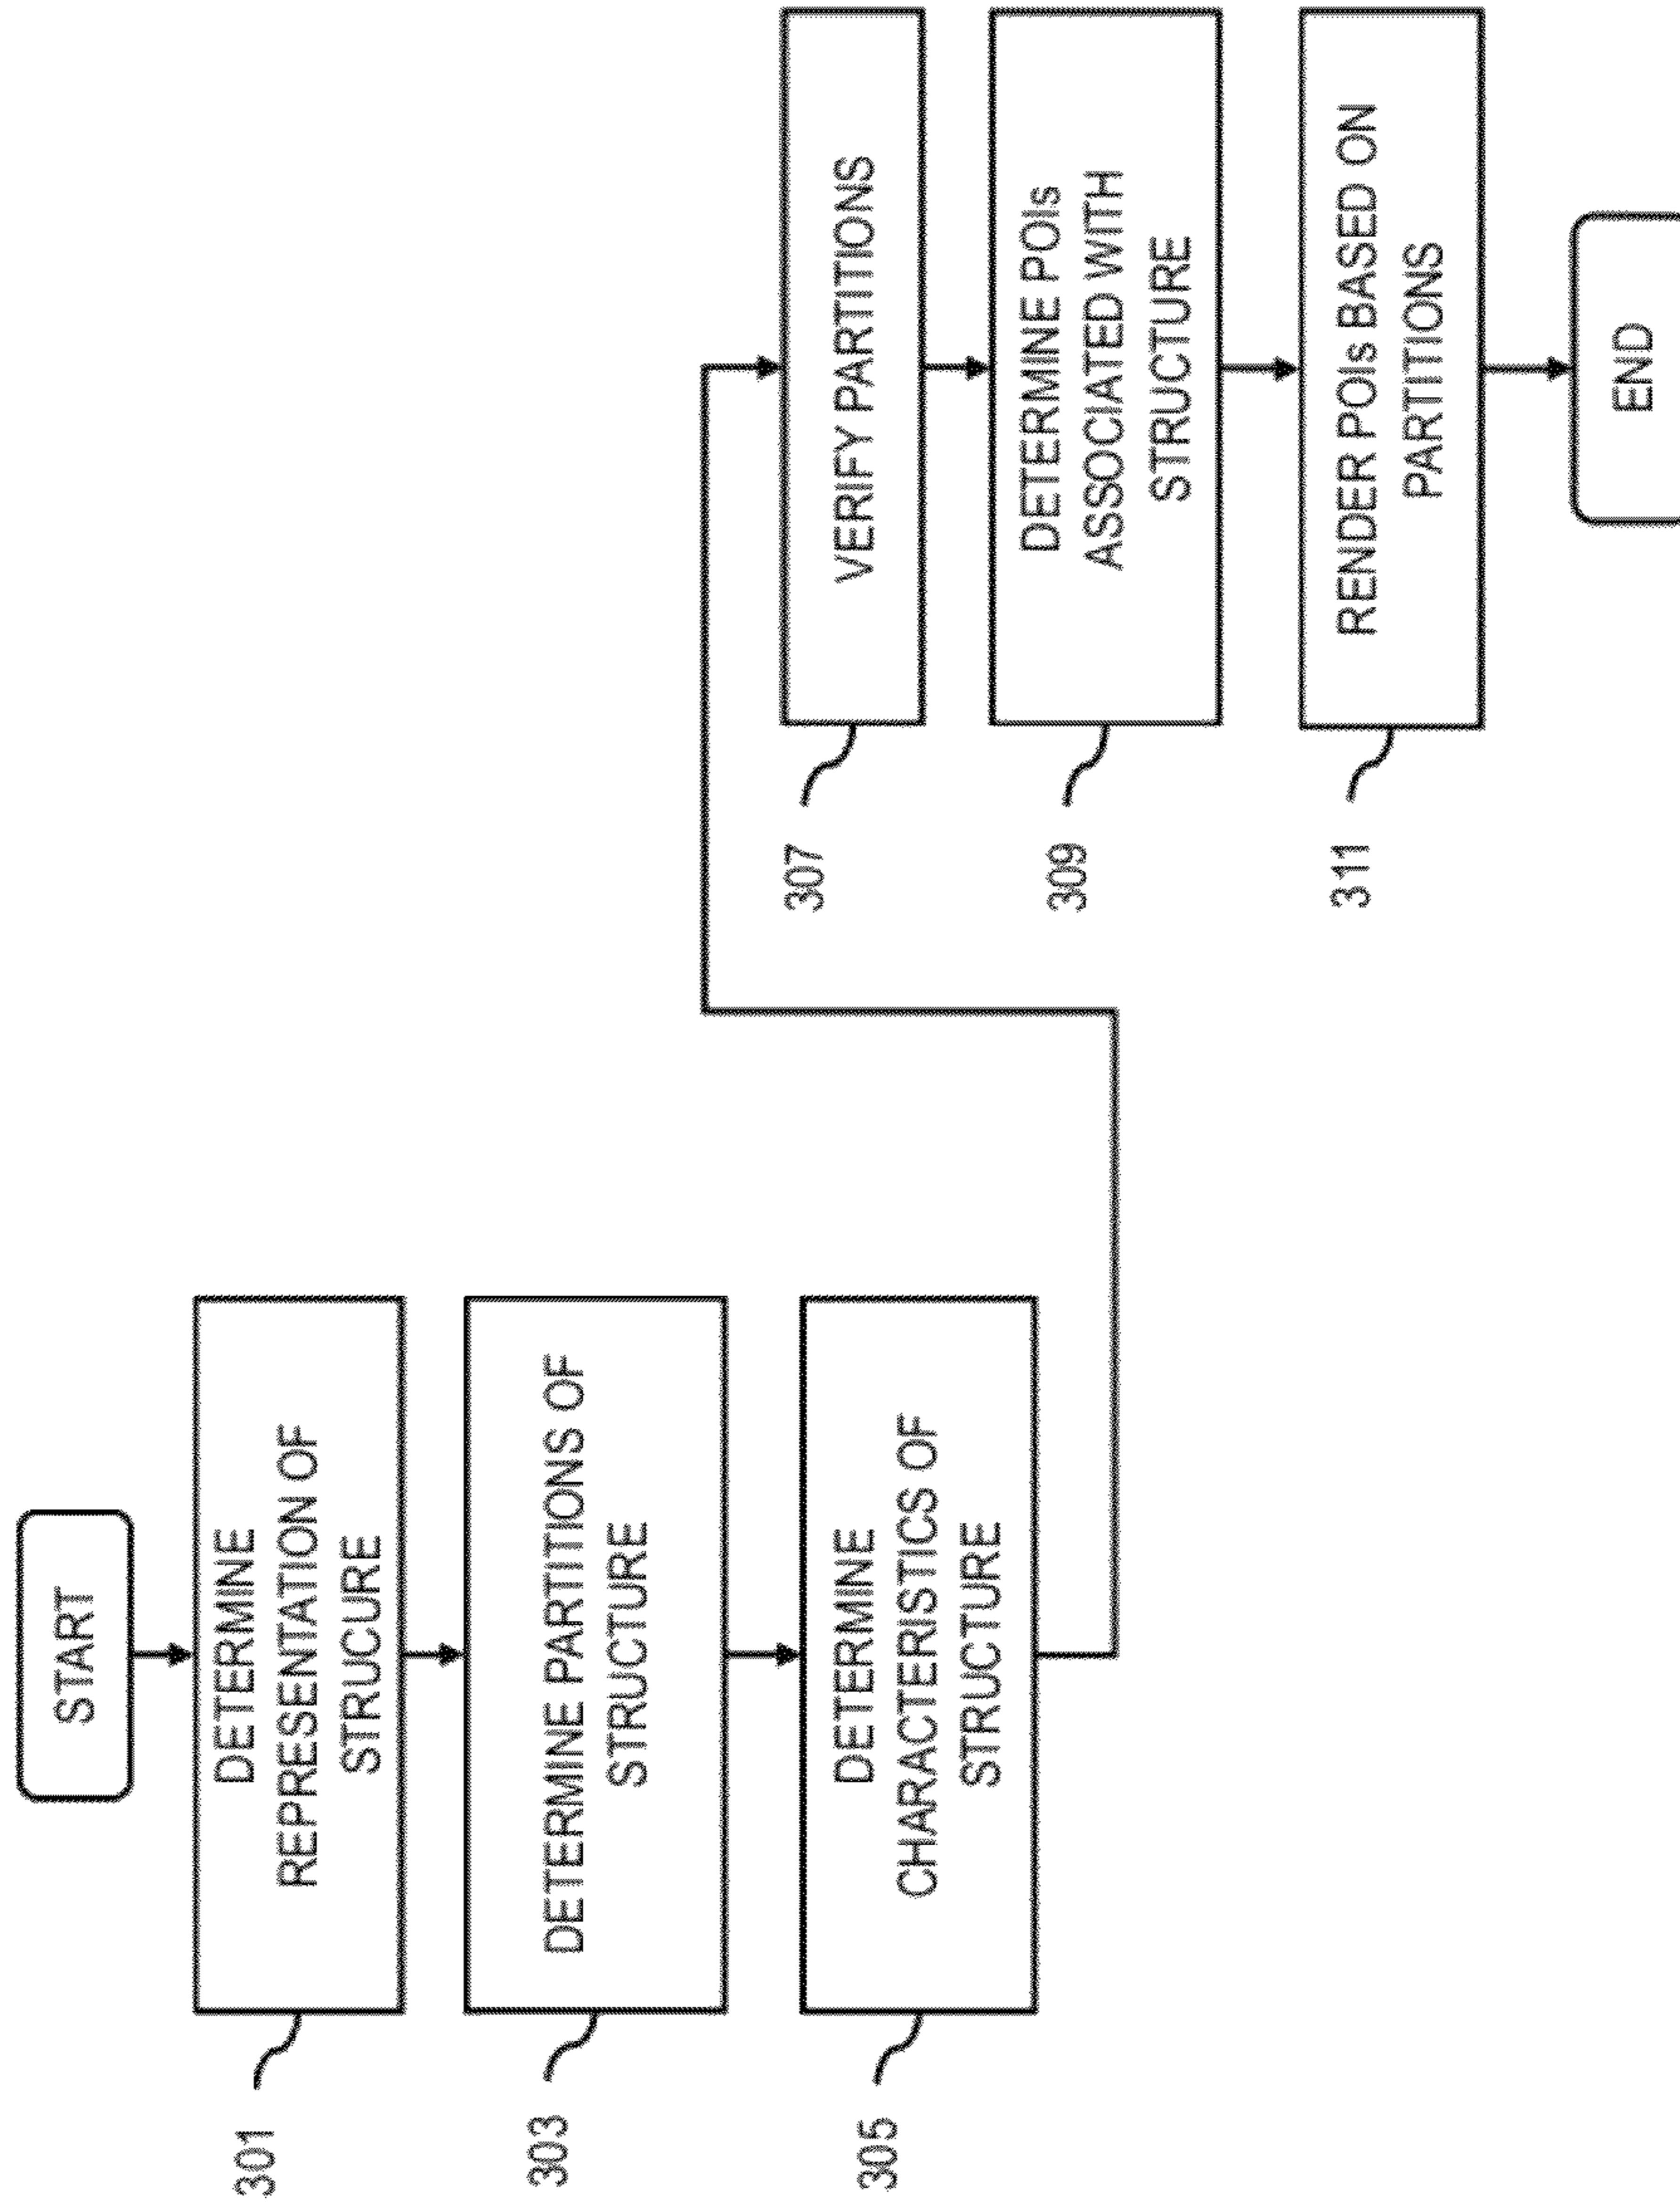 START
301
DETERMINE
REPRESENTATION OF
STRUCURE
303
DETERMINE PARTITIONS OF
STRUCTURE
305
DETERMINE
CHARACTERISTICS OF
STRUCTURE
307
VERIFY PARTITIONS
309
DETERMINE POIs
ASSOCIATED WITH
STRUCTURE
311
RENDER POIs BASED ON
PARTITIONS
END